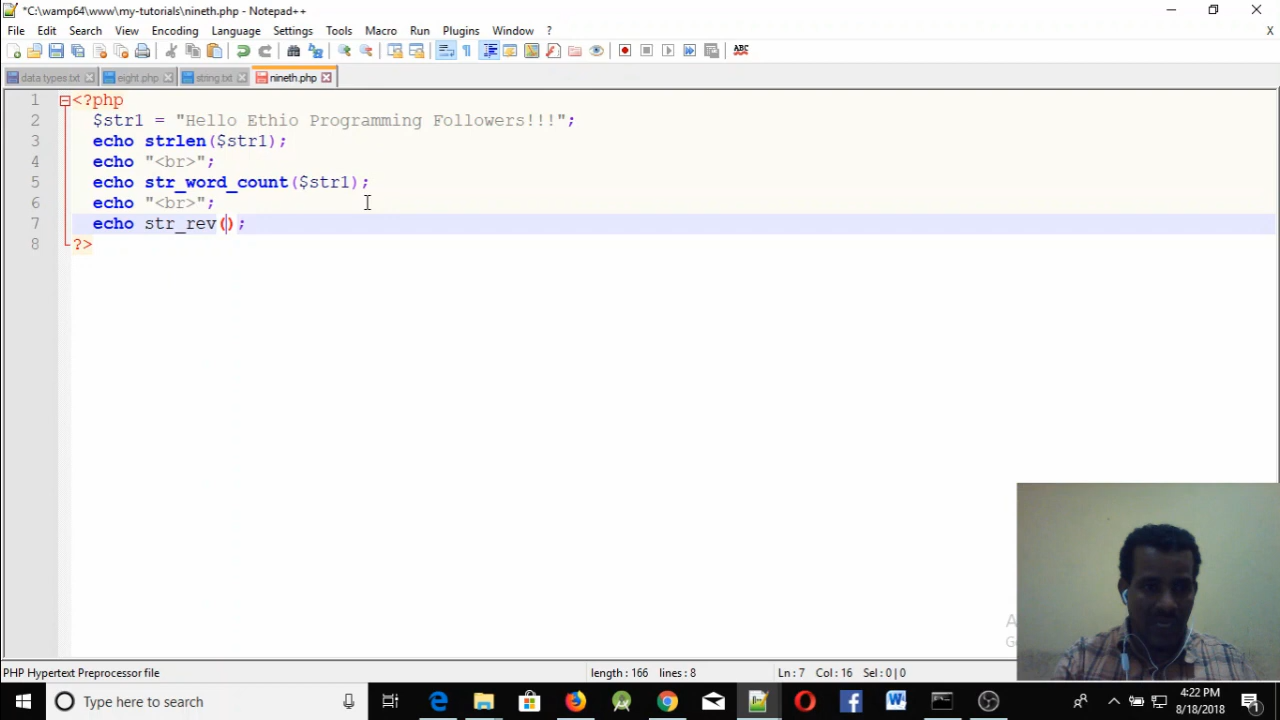 *C:\wamp64\www\my-tutorials\nineth.php - Notepad++
File Edit Search View Encoding Language Settings Tools Macro Run Plugins Window ? X
ABC
data types.txt eight.php string.txt nineth.php
1 <?php
2 $str1 = "Hello Ethio Programming Followers!!!";
3 echo strlen($str1);
4 echo "<br>";
5 echo str_word_count($str1);
6 echo "<br>";
7 echo str_rev();
8 ?>
PHP Hypertext Preprocessor file length : 166 lines : 8 Ln : 7 Col : 16 Sel : 0 | 0
Type here to search
4:22 PM
8/18/2018